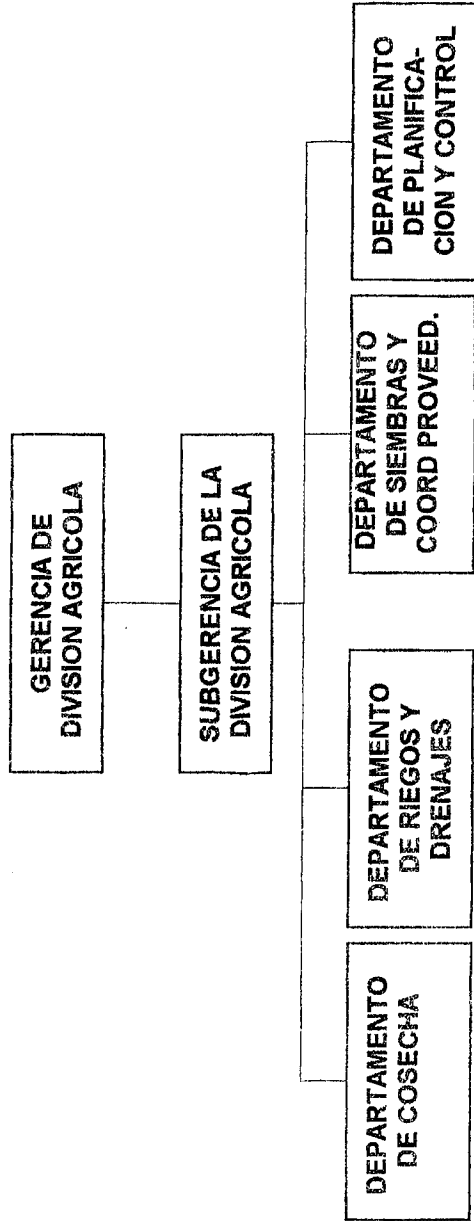 GERENCIA DE
DIVISION AGRICOLA
SUBGERENCIA DE LA
DIVISION AGRICOLA
DEPARTAMENTO
DE COSECHA
DEPARTAMENTO
DE RIEGOS Y
DRENAJES
DEPARTAMENTO
DE SIEMBRAS Y
COORD PROVEED.
DEPARTAMENTO
DE PLANIFICA-
CION Y CONTROL